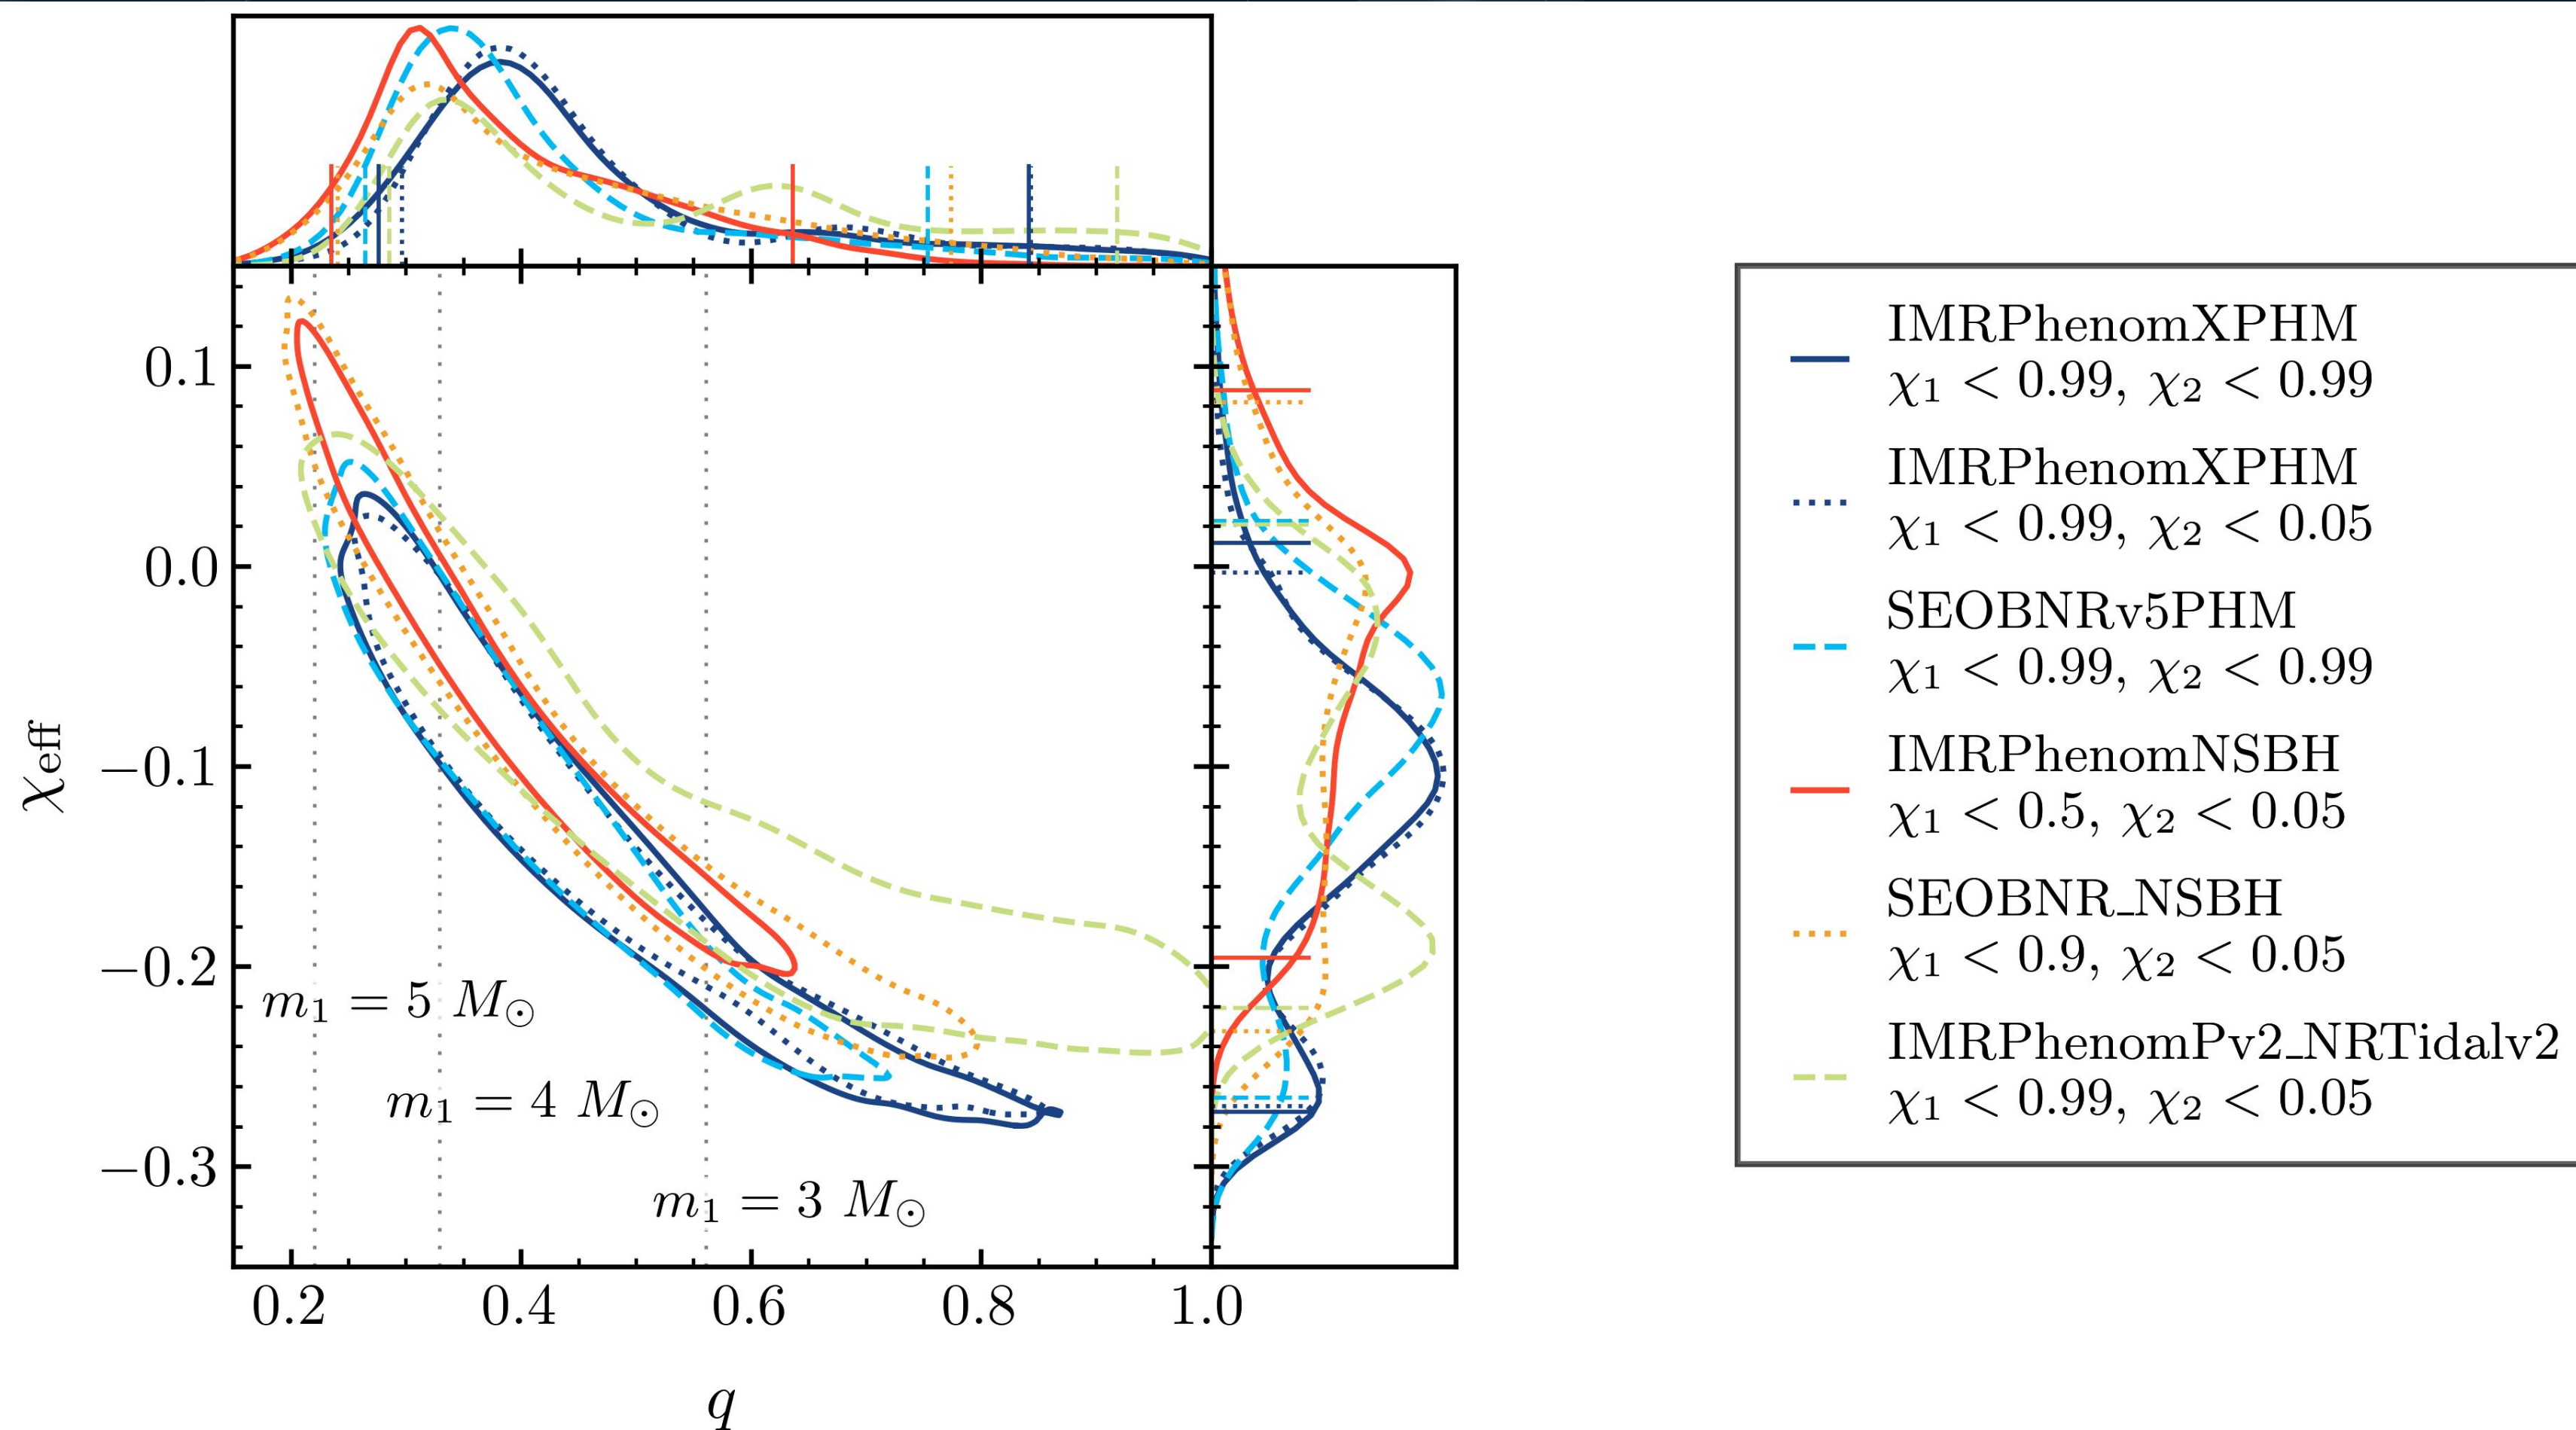 0.1
0.0
−0.1
−0.2
−0.3
χeff
m₁ = 5 M⊙
m₁ = 4 M⊙
m₁ = 3 M⊙
0.2 0.4 0.6 0.8 1.0
q
IMRPhenomXPHM
χ₁ < 0.99, χ₂ < 0.99
IMRPhenomXPHM
χ₁ < 0.99, χ₂ < 0.05
SEOBNRv5PHM
χ₁ < 0.99, χ₂ < 0.99
IMRPhenomNSBH
χ₁ < 0.5, χ₂ < 0.05
SEOBNR_NSBH
χ₁ < 0.9, χ₂ < 0.05
IMRPhenomPv2_NRTidalv2
χ₁ < 0.99, χ₂ < 0.05